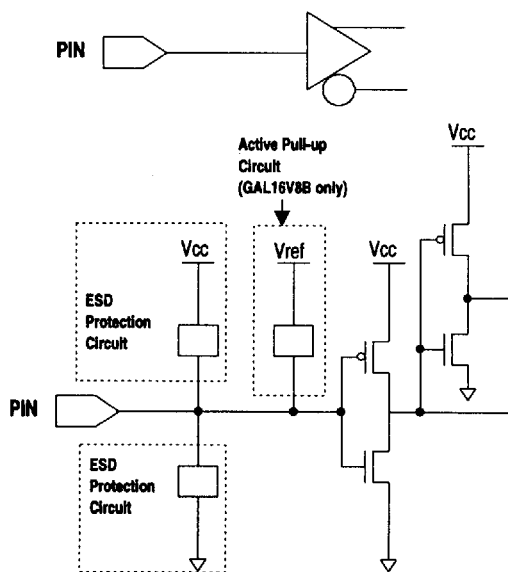 PIN
Active Pull-up
Circuit
(GAL16V8B only)
Vcc
Vcc
Vref
Vcc
ESD
Protection
Circuit
PIN
ESD
Protection
Circuit